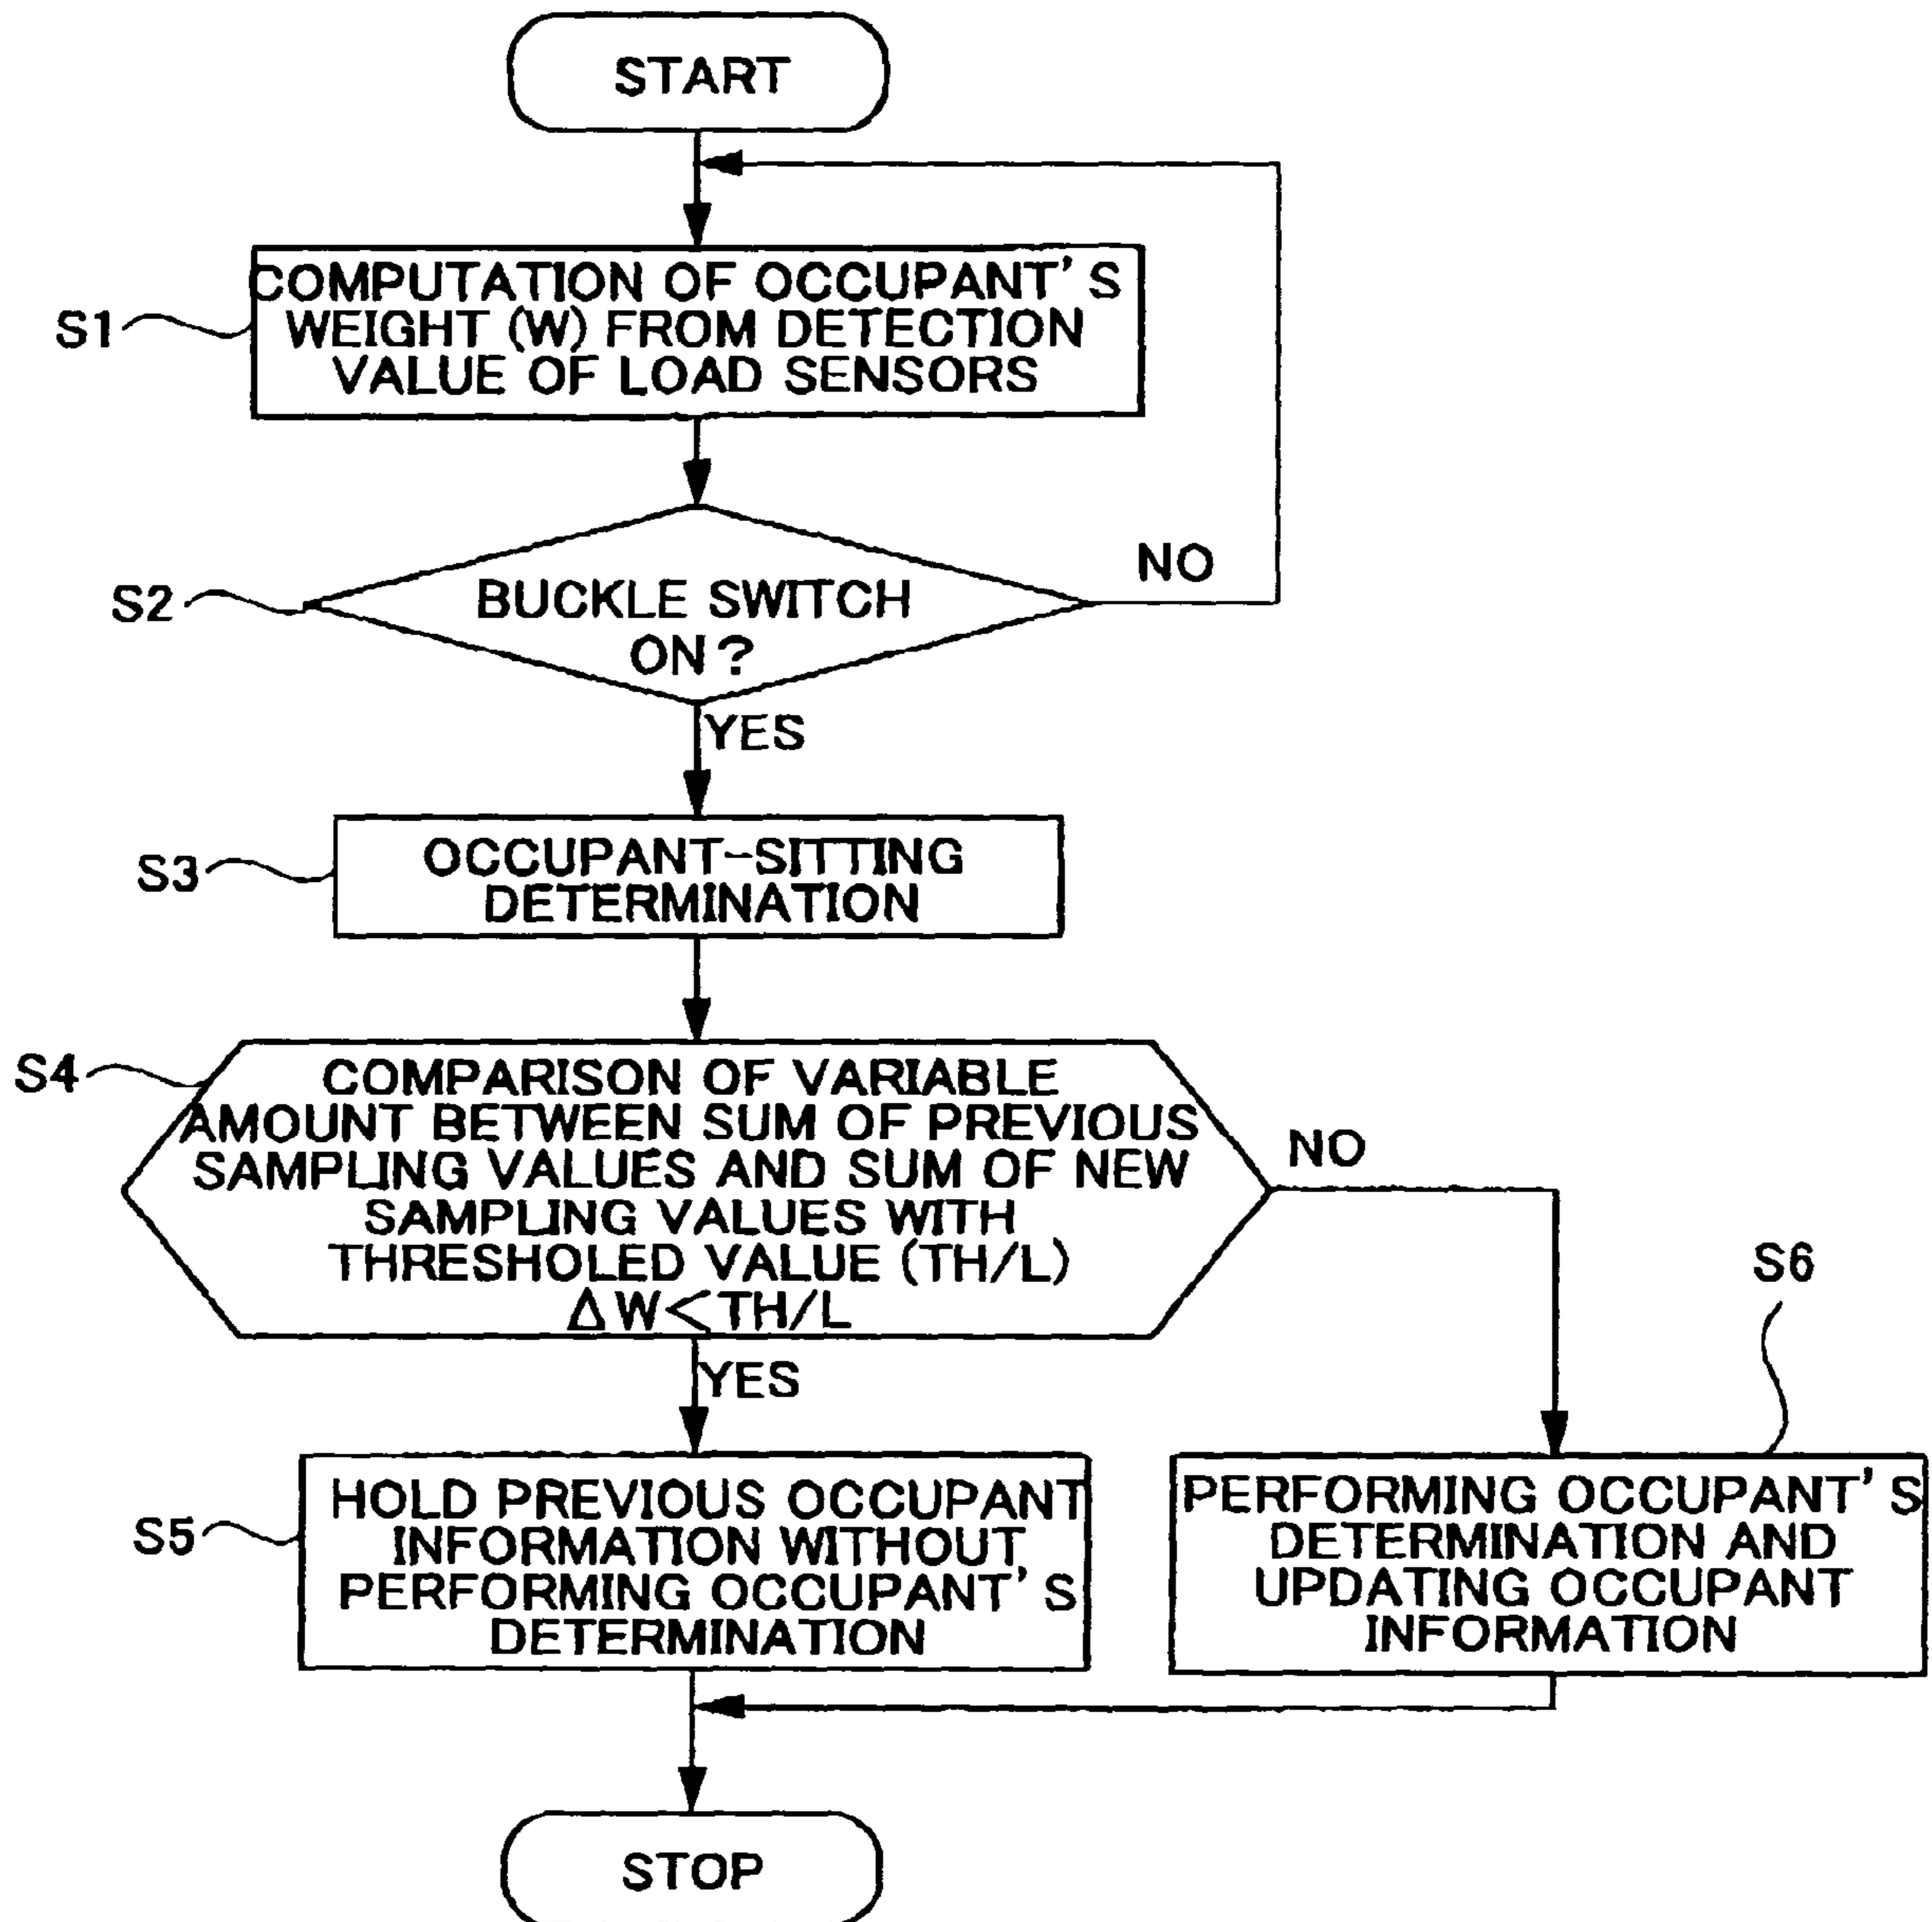 START
S1
COMPUTATION OF OCCUPANT'S
WEIGHT (W) FROM DETECTION
VALUE OF LOAD SENSORS
S2
BUCKLE SWITCH
ON?
NO
YES
S3
OCCUPANT-SITTING
DETERMINATION
S4
COMPARISON OF VARIABLE
AMOUNT BETWEEN SUM OF PREVIOUS
SAMPLING VALUES AND SUM OF NEW
SAMPLING VALUES WITH
THRESHOLED VALUE (TH/L)
ΔW<TH/L
NO
YES
S5
HOLD PREVIOUS OCCUPANT
INFORMATION WITHOUT
PERFORMING OCCUPANT'S
DETERMINATION
S6
PERFORMING OCCUPANT'S
DETERMINATION AND
UPDATING OCCUPANT
INFORMATION
STOP